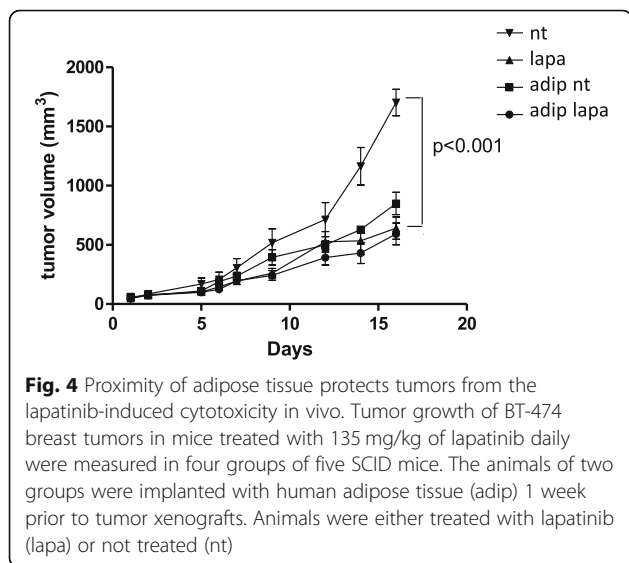 nt
lapa
adip nt
adip lapa
2000
1500
1000
500
0
tumor volume (mm³)
p<0.001
0 5 10 15 20
Days
Fig. 4 Proximity of adipose tissue protects tumors from the
lapatinib-induced cytotoxicity in vivo. Tumor growth of BT-474
breast tumors in mice treated with 135 mg/kg of lapatinib daily
were measured in four groups of five SCID mice. The animals of two
groups were implanted with human adipose tissue (adip) 1 week
prior to tumor xenografts. Animals were either treated with lapatinib
(lapa) or not treated (nt)